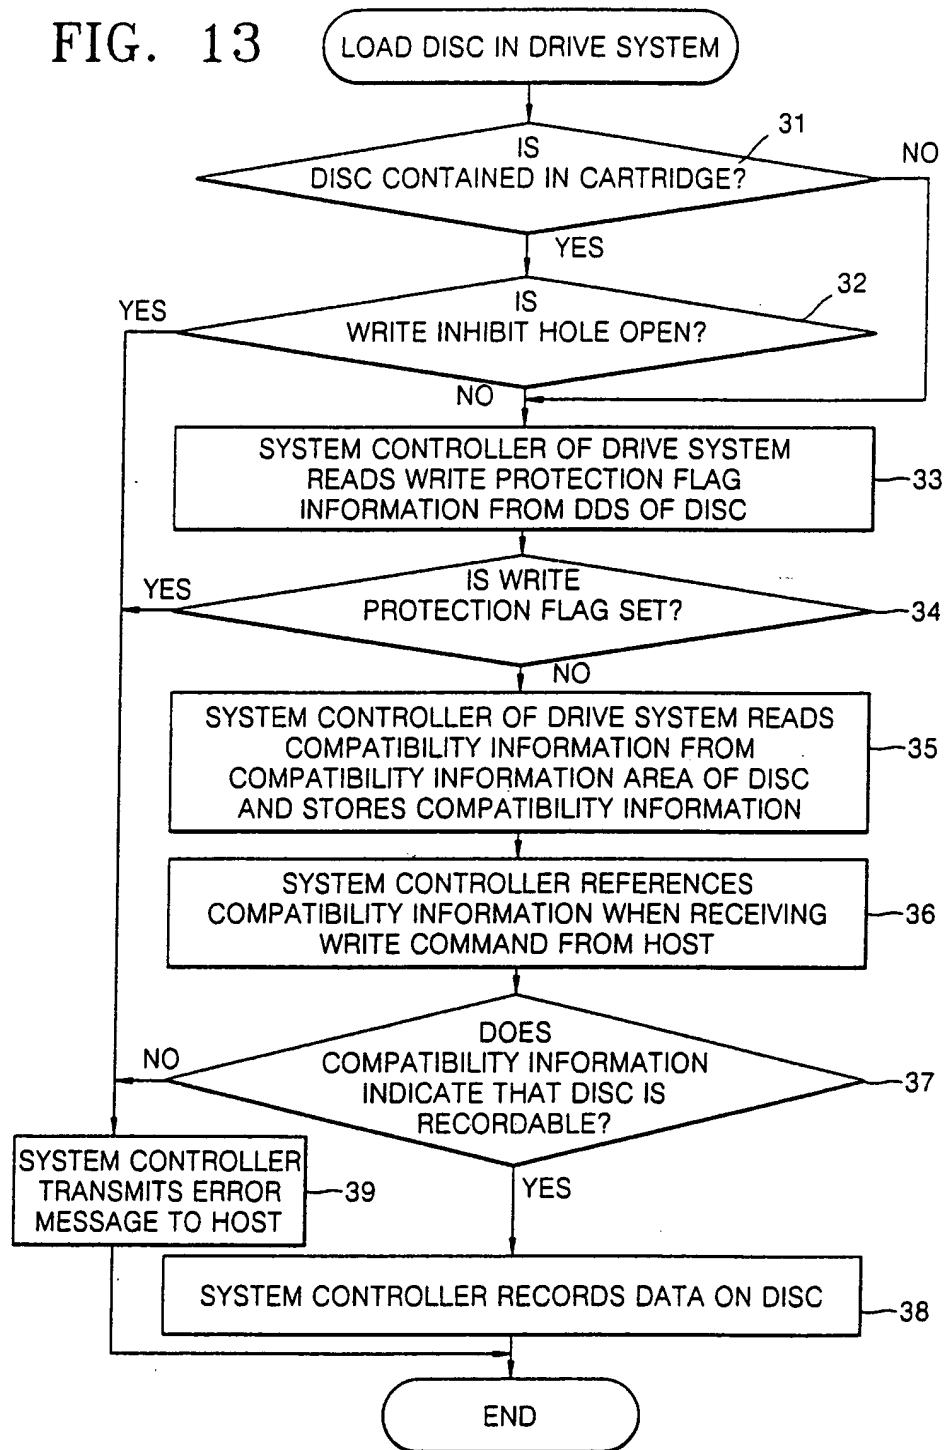 FIG. 13
LOAD DISC IN DRIVE SYSTEM
31
IS
DISC CONTAINED IN CARTRIDGE?
NO
YES
32
IS
WRITE INHIBIT HOLE OPEN?
YES
NO
SYSTEM CONTROLLER OF DRIVE SYSTEM
READS WRITE PROTECTION FLAG
INFORMATION FROM DDS OF DISC
33
IS WRITE
PROTECTION FLAG SET?
YES
34
NO
SYSTEM CONTROLLER OF DRIVE SYSTEM READS
COMPATIBILITY INFORMATION FROM
COMPATIBILITY INFORMATION AREA OF DISC
AND STORES COMPATIBILITY INFORMATION
35
SYSTEM CONTROLLER REFERENCES
COMPATIBILITY INFORMATION WHEN RECEIVING
WRITE COMMAND FROM HOST
36
DOES
COMPATIBILITY INFORMATION
INDICATE THAT DISC IS
RECORDABLE?
NO
37
YES
SYSTEM CONTROLLER
TRANSMITS ERROR
MESSAGE TO HOST
39
SYSTEM CONTROLLER RECORDS DATA ON DISC
38
END